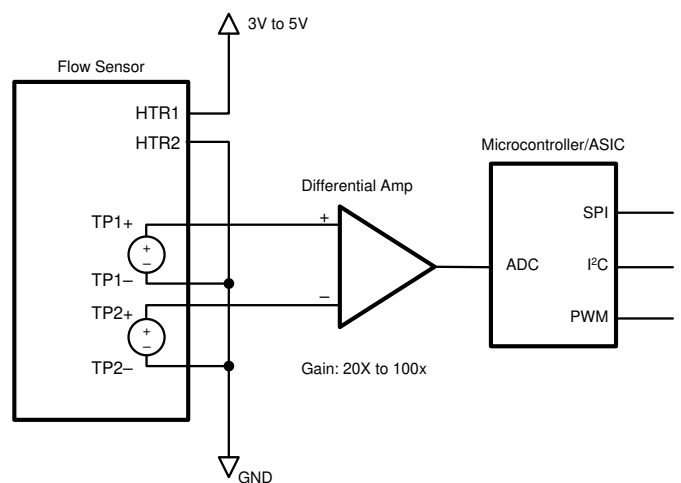 3V to 5V
Flow Sensor
HTR1
HTR2
Microcontroller/ASIC
Differential Amp
TP1+
+
+
–
TP1–
SPI
ADC
I²C
TP2+
–
+
–
TP2–
PWM
Gain: 20X to 100x
GND